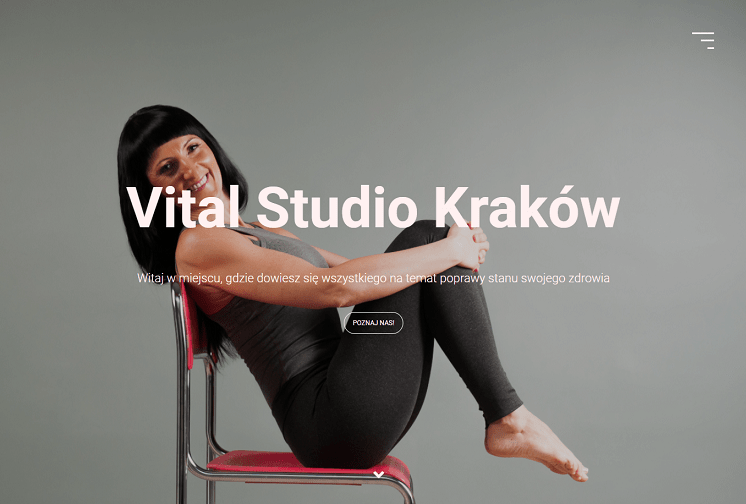 Vital Studio Kraków
Witaj w miejscu, gdzie dowiesz się wszystkiego na temat poprawy stanu swojego zdrowia
POZNAJ NAS!